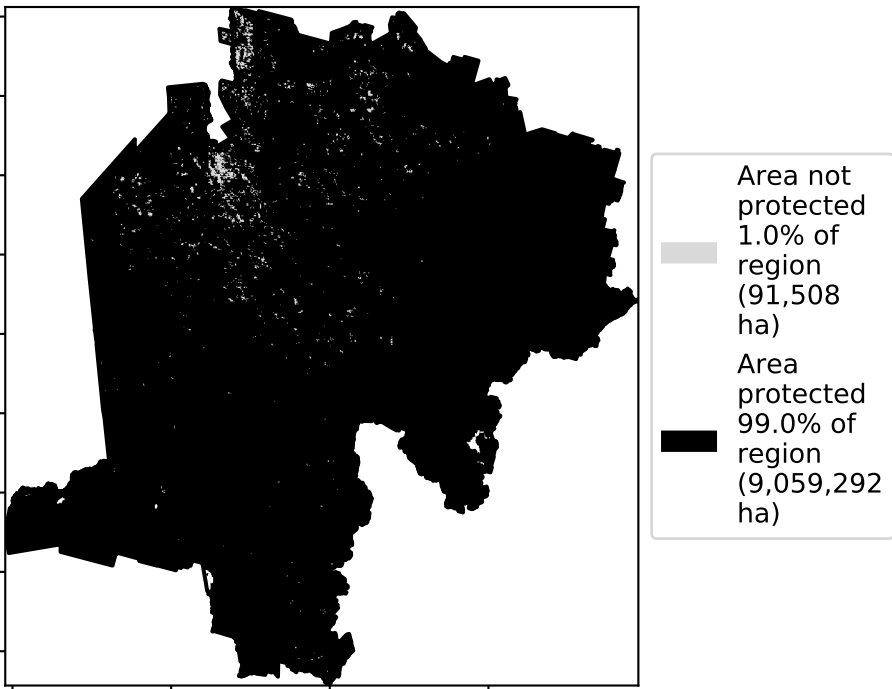 Area not
protected
1.0% of
region
(91,508
ha)
Area
protected
99.0% of
region
(9,059,292
ha)